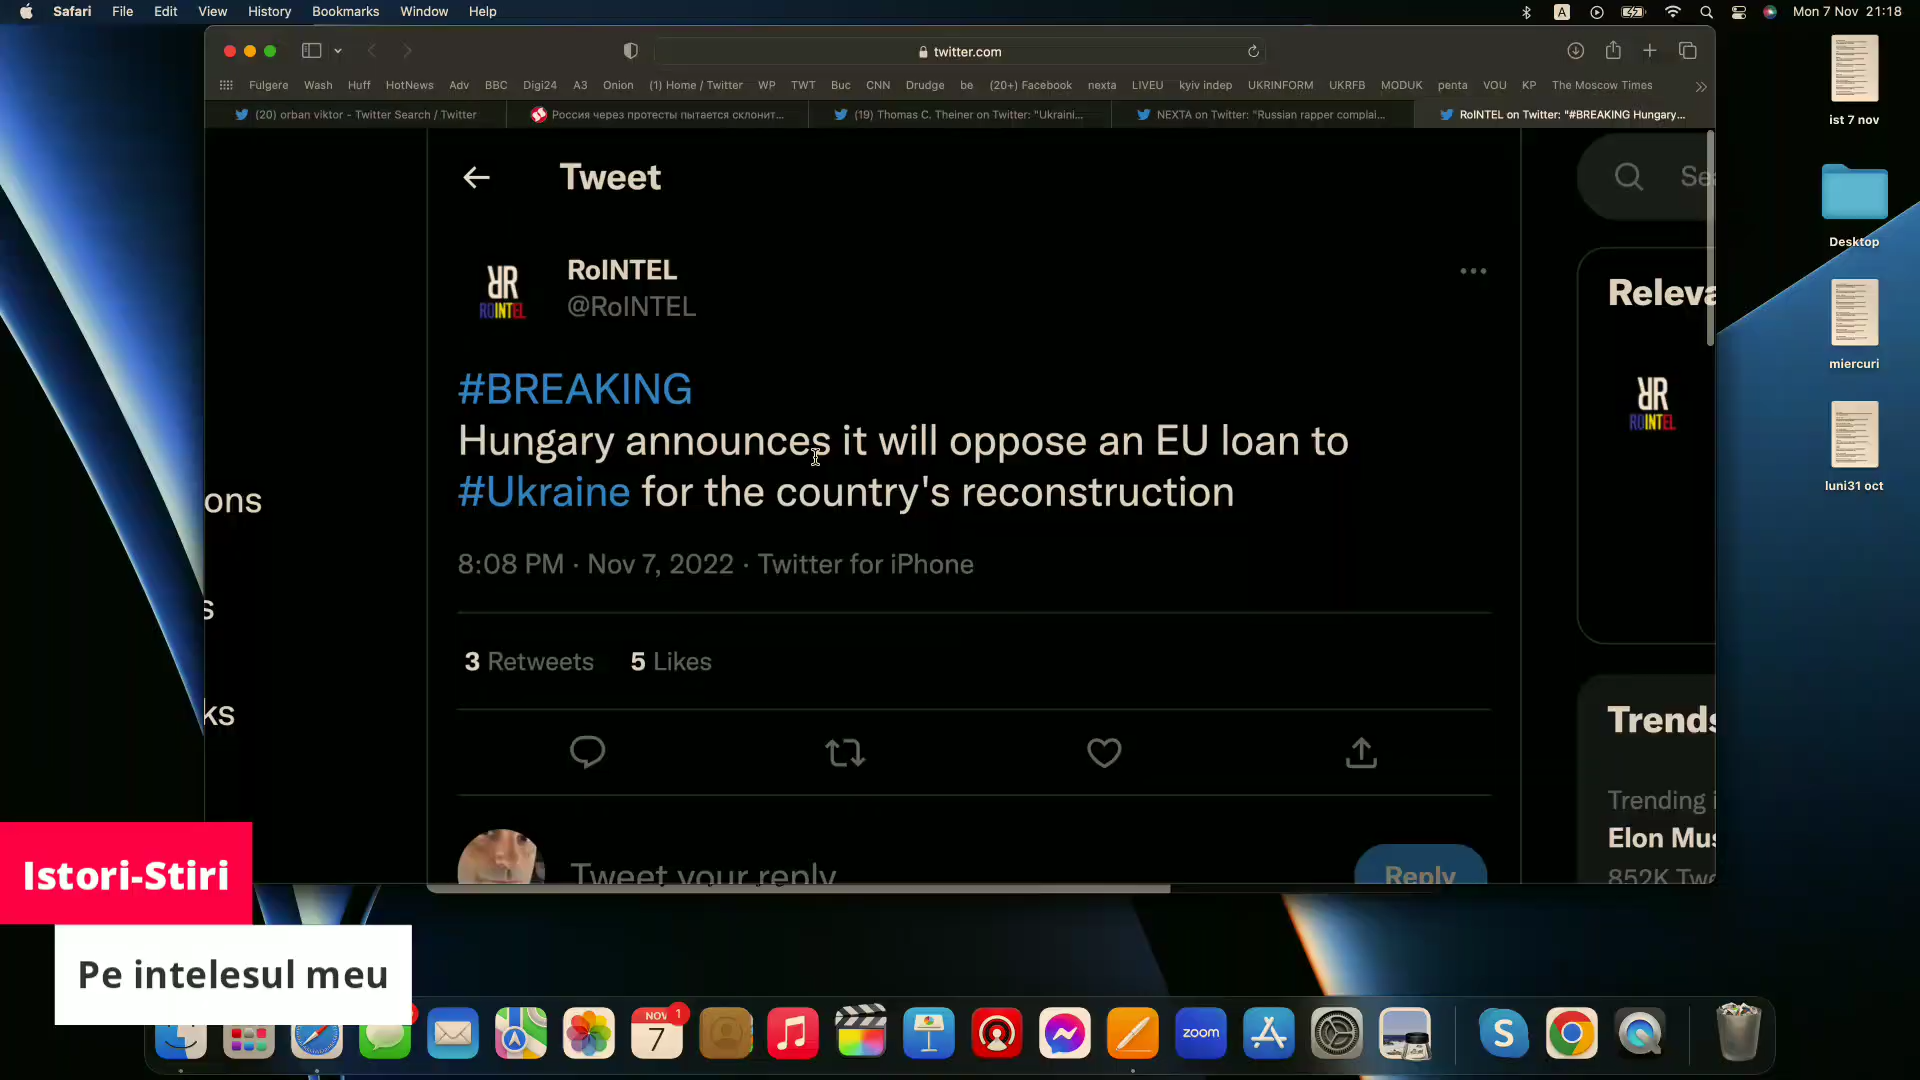 Safari File Edit View History Bookmarks Window Help
A
Mon 7 Nov 21:18
twitter.com
Fulgere Wash Huff HotNews Adv BBC Digi24 A3 Onion (1) Home / Twitter WP TWT Buc CNN Drudge be (20+) Facebook nexta LIVEU kyiv indep UKRINFORM UKRFB MODUK penta VOU KP The Moscow Times
(20) orban viktor - Twitter Search / Twitter
Россия через протесты пытается склонит...
(19) Thomas C. Theiner on Twitter: "Ukraini...
NEXTA on Twitter: "Russian rapper complai...
RoINTEL on Twitter: "#BREAKING Hungary...
ist 7 nov
Desktop
miercuri
luni31 oct
Tweet
RoINTEL
@RoINTEL
ROINTEL
#BREAKING
Hungary announces it will oppose an EU loan to
#Ukraine for the country's reconstruction
8:08 PM · Nov 7, 2022 · Twitter for iPhone
3 Retweets 5 Likes
Tweet your reply
Reply
ons
s
ks
Sea
Releva
ROINTEL
Trends
Trending i
Elon Mus
852K Twe
Istori-Stiri
Pe intelesul meu
NOV
7
1
zoom